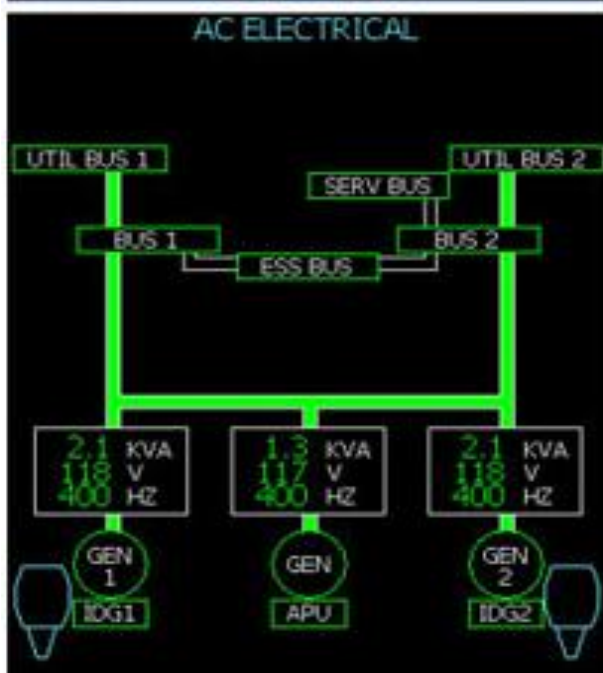 AC ELECTRICAL
UTIL BUS 1
UTIL BUS 2
SERV BUS
BUS 1
BUS 2
ESS BUS
2.1 KVA
118 V
400 HZ
1.3 KVA
117 V
400 HZ
2.1 KVA
118 V
400 HZ
GEN
1
GEN
GEN
2
IDG1
APU
IDG2